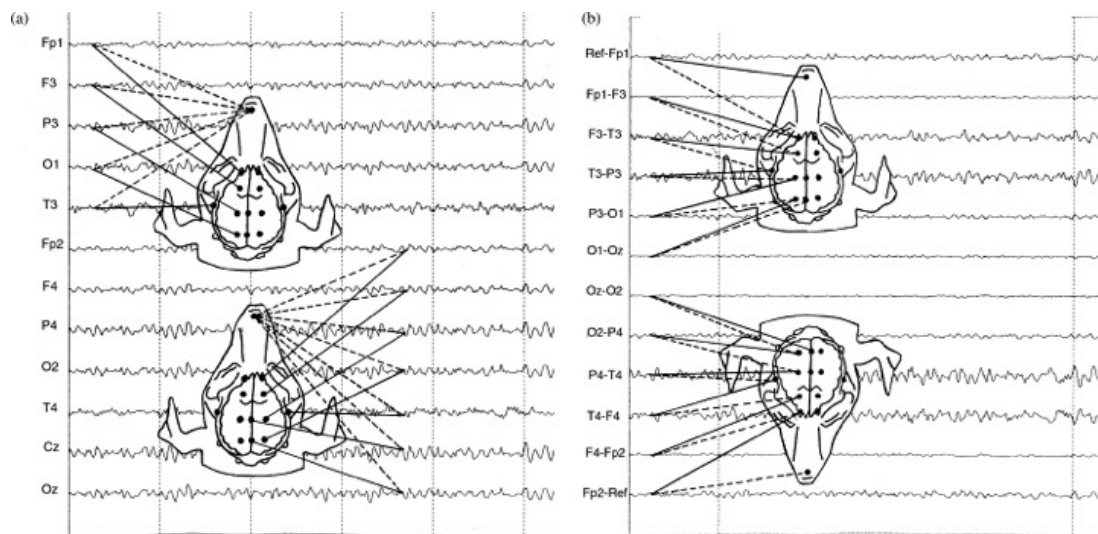 (a)
Fp1
F3
P3
O1
T3
Fp2
F4
P4
O2
T4
Cz
Oz
(b)
Ref-Fp1
Fp1-F3
F3-T3
T3-P3
P3-O1
O1-Oz
Oz-O2
O2-P4
P4-T4
T4-F4
F4-Fp2
Fp2-Ref